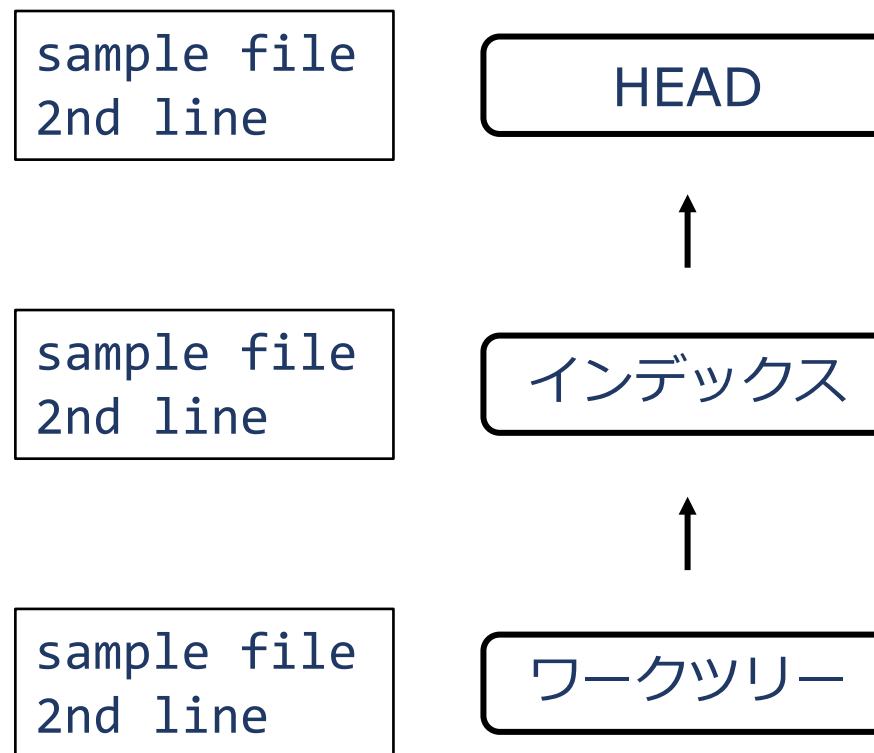 sample file
2nd line
HEAD
sample file
2nd line
インデックス
sample file
2nd line
ワークツリー